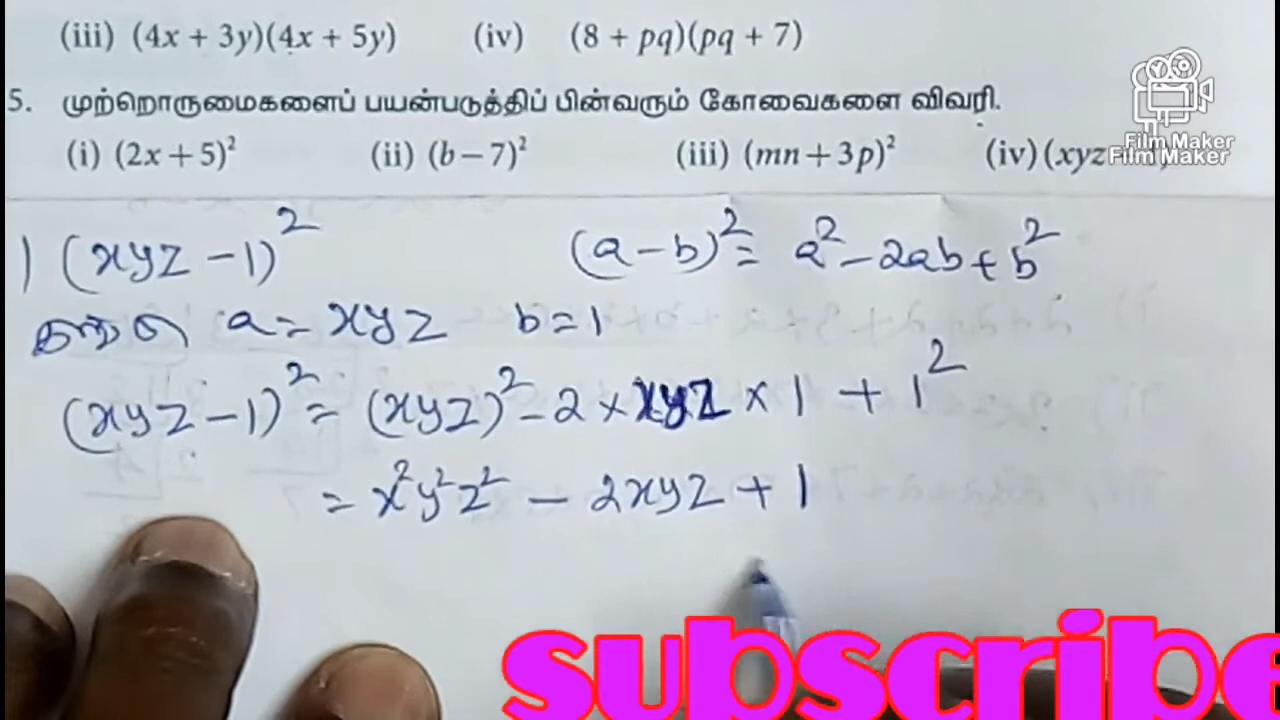 (iii) (4x + 3y)(4x + 5y) (iv) (8 + pq)(pq + 7)
5. முற்றொருமைகளைப் பயன்படுத்திப் பின்வரும் கோவைகளை விவரி.
(i) (2x + 5)² (ii) (b – 7)² (iii) (mn + 3p)² (iv) (xyz
Film Maker
Film Maker
) (xyz - 1)² (a - b)² = a² - 2ab + b²
a = xyz b = 1
(xyz - 1)² = (xyz)² - 2 × xyz × 1 + 1²
= x²y²z² - 2xyz + 1
subscribe